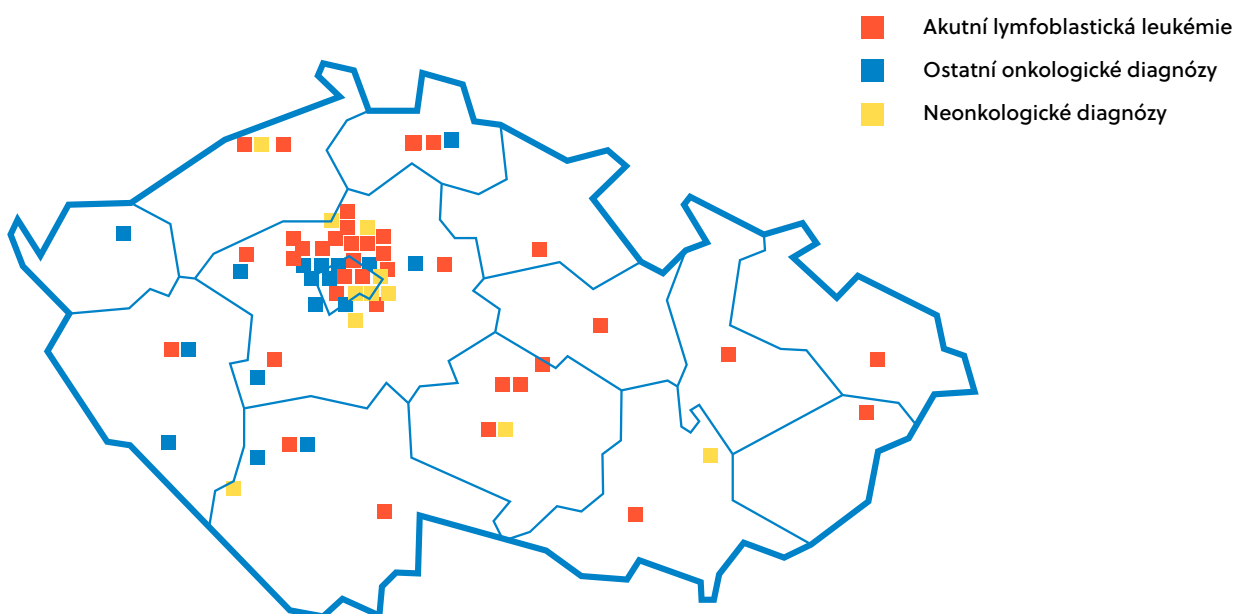 Akutní lymfoblastická leukémie
Ostatní onkologické diagnózy
Neonkologické diagnózy